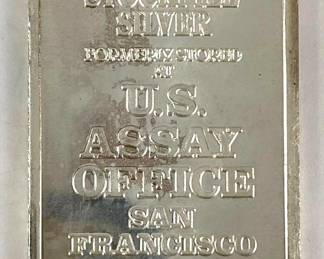 SILVER
FORMERLY STORED
AT
U.S.
ASSAY
OFFICE
SAN
FRANCISCO